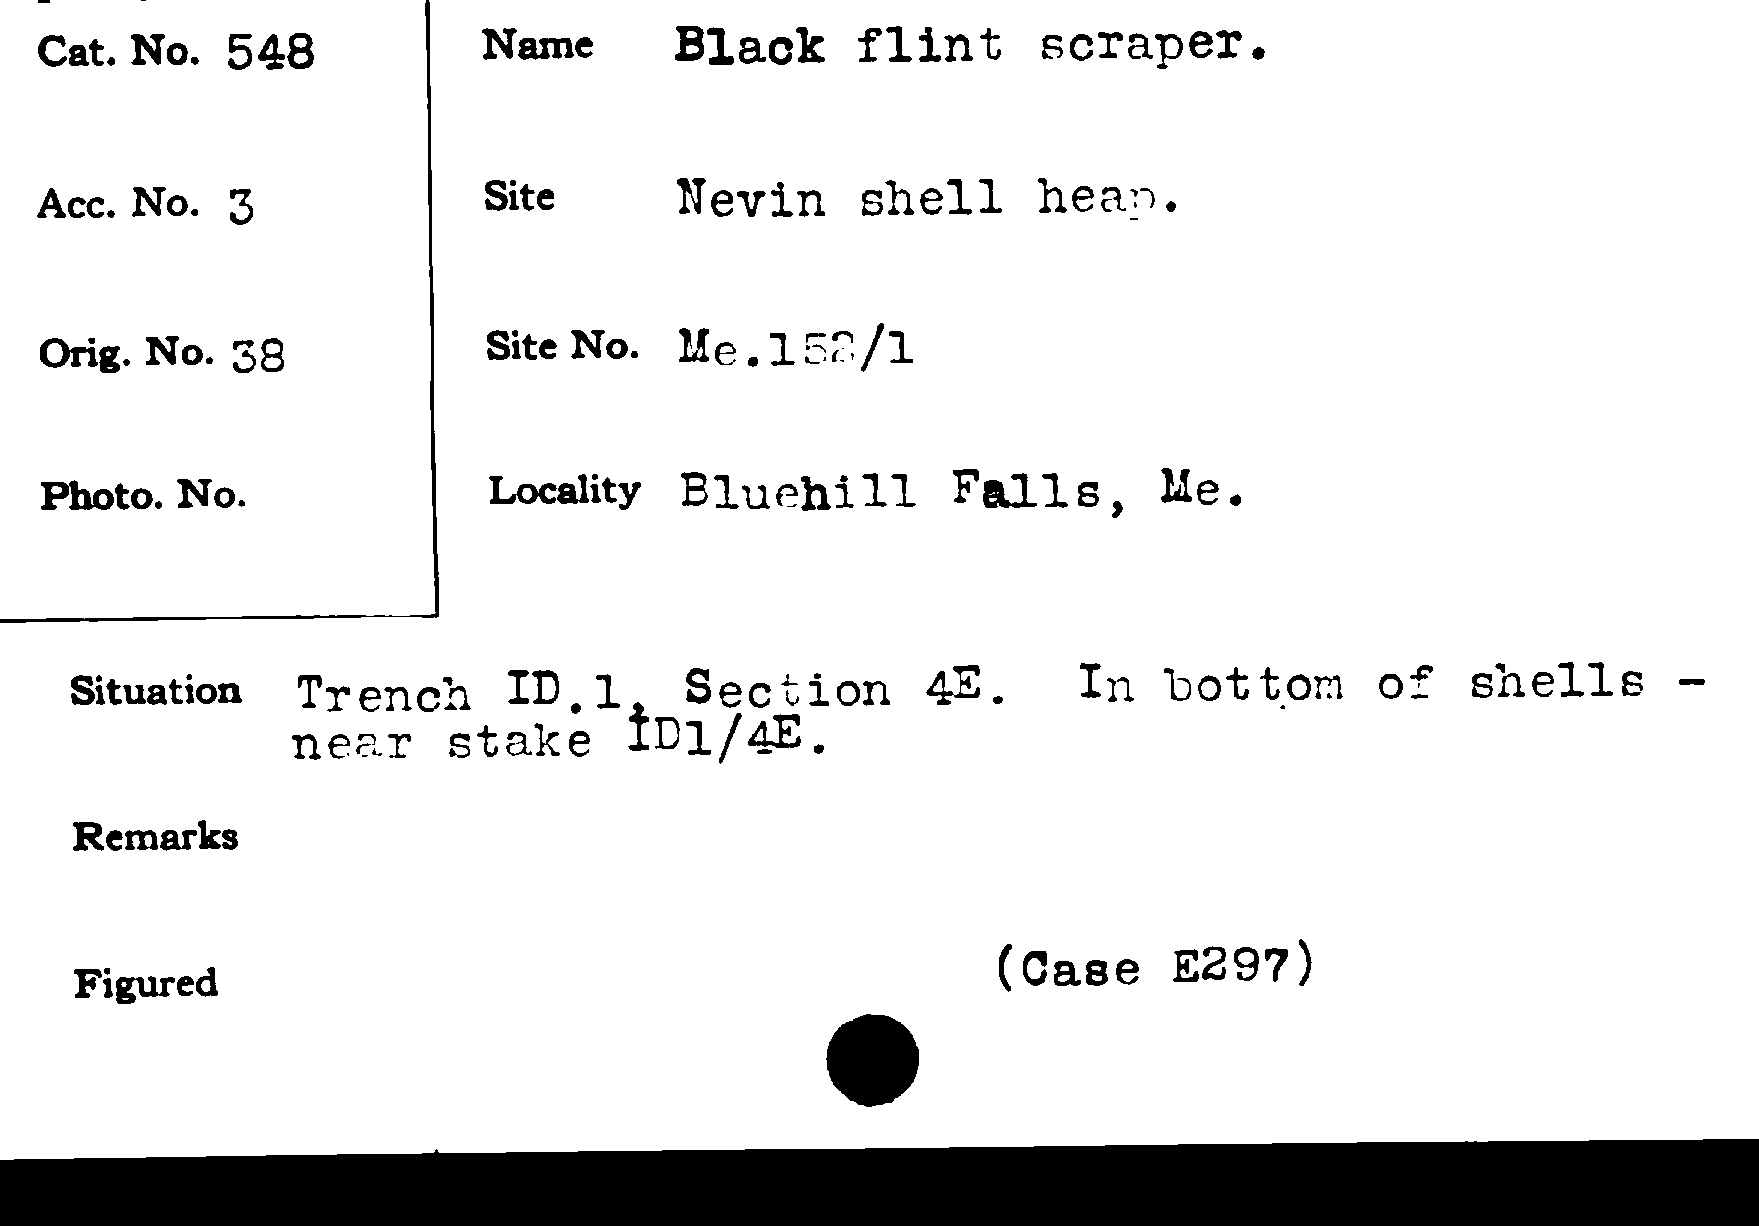 Cat. No. 548
Name Black flint scraper.
Acc. No. 3
Site Nevin shell heap.
Orig. No. 38
Site No. Me.152/1
Photo. No.
Locality Bluehill Falls, Me.
Situation Trench ID.1, Section 4E. In bottom of shells -
near stake ID1/4E.
Remarks
Figured
(Case E297)